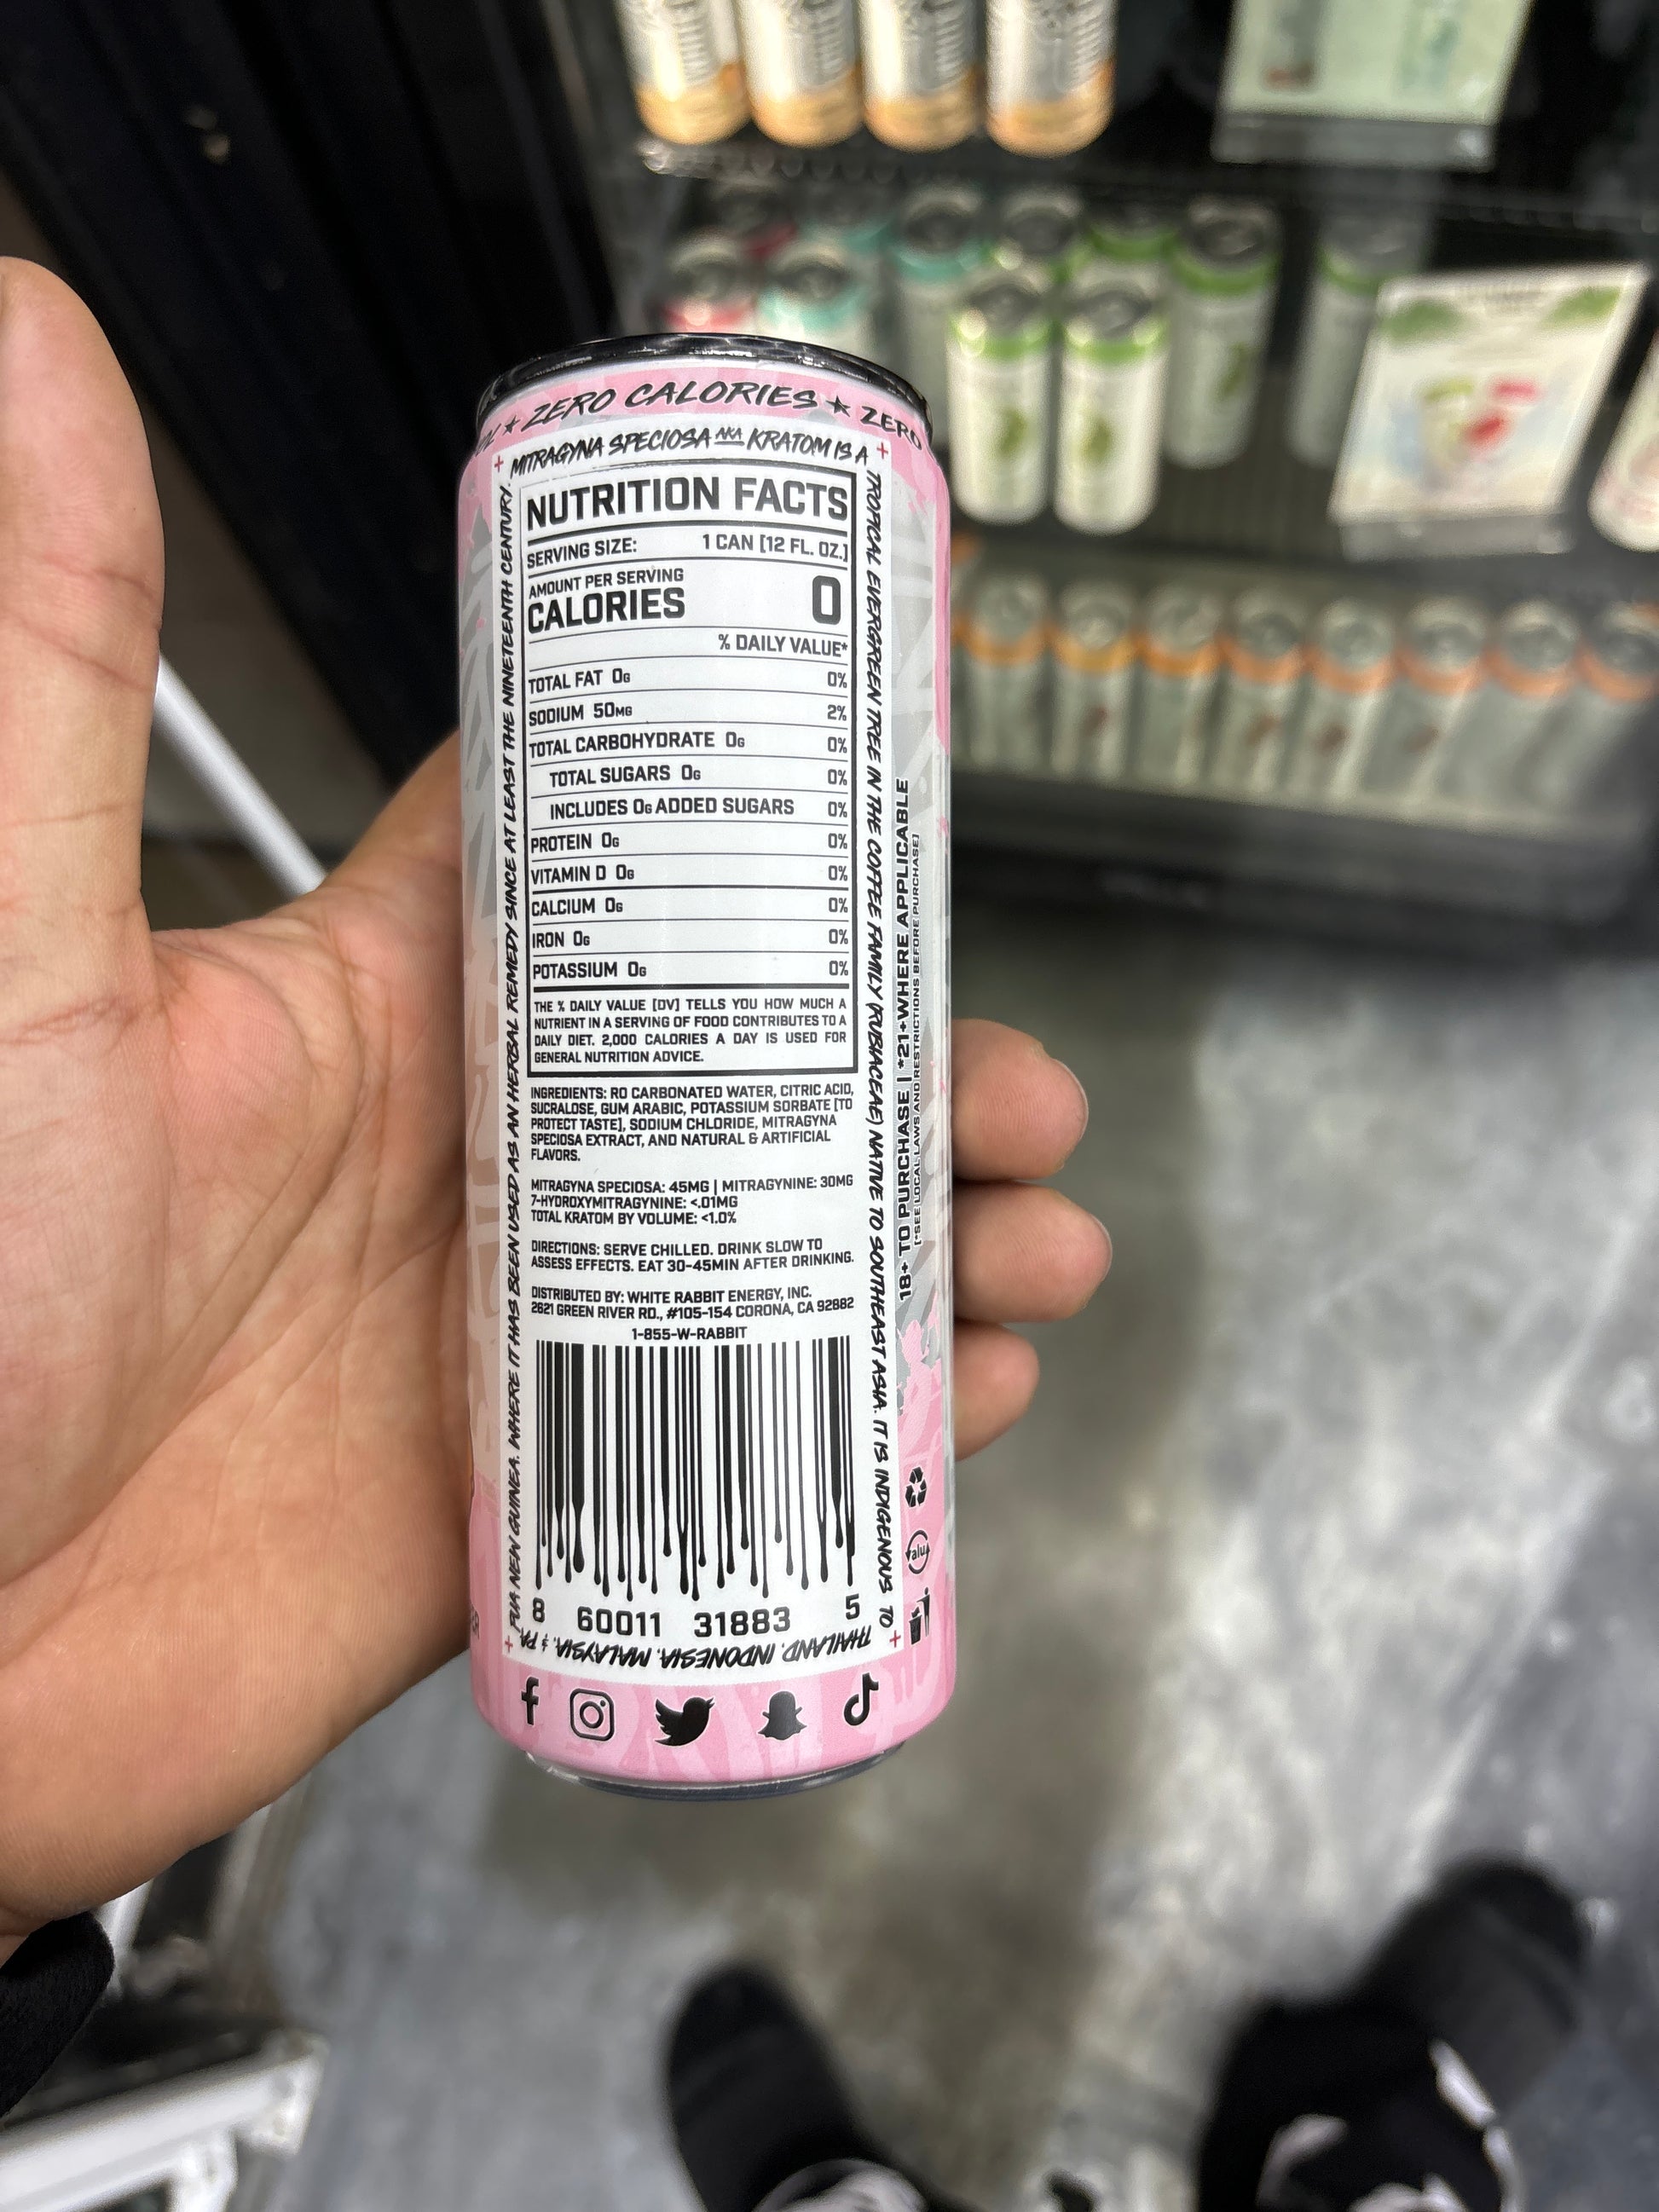 ★ ZERO CALORIES ★ ZERO
MITRAGYNA SPECIOSA AKA KRATOM IS A
TROPICAL EVERGREEN TREE IN THE COFFEE FAMILY (RUBIACEAE) NATIVE TO SOUTHEAST ASIA. IT IS INDIGENOUS TO
THAILAND, INDONESIA, MALAYSIA, & PA
PUA NEW GUINEA. WHERE IT HAS BEEN USED AS AN HERBAL REMEDY SINCE AT LEAST THE NINETEENTH CENTURY.
NUTRITION FACTS
SERVING SIZE: 1 CAN [12 FL. OZ.]
AMOUNT PER SERVING
CALORIES 0
% DAILY VALUE*
TOTAL FAT 0G 0%
SODIUM 50MG 2%
TOTAL CARBOHYDRATE 0G 0%
TOTAL SUGARS 0G 0%
INCLUDES 0G ADDED SUGARS 0%
PROTEIN 0G 0%
VITAMIN D 0G 0%
CALCIUM 0G 0%
IRON 0G 0%
POTASSIUM 0G 0%
THE % DAILY VALUE [DV] TELLS YOU HOW MUCH A
NUTRIENT IN A SERVING OF FOOD CONTRIBUTES TO A
DAILY DIET. 2,000 CALORIES A DAY IS USED FOR
GENERAL NUTRITION ADVICE.
INGREDIENTS: RO CARBONATED WATER, CITRIC ACID,
SUCRALOSE, GUM ARABIC, POTASSIUM SORBATE [TO
PROTECT TASTE], SODIUM CHLORIDE, MITRAGYNA
SPECIOSA EXTRACT, AND NATURAL & ARTIFICIAL
FLAVORS.
MITRAGYNA SPECIOSA: 45MG | MITRAGYNINE: 30MG
7-HYDROXYMITRAGYNINE: <.01MG
TOTAL KRATOM BY VOLUME: <1.0%
DIRECTIONS: SERVE CHILLED. DRINK SLOW TO
ASSESS EFFECTS. EAT 30-45MIN AFTER DRINKING.
DISTRIBUTED BY: WHITE RABBIT ENERGY, INC.
2621 GREEN RIVER RD., #105-154 CORONA, CA 92882
1-855-W-RABBIT
8 60011 31883 5
18+ TO PURCHASE | *21+WHERE APPLICABLE
[*SEE LOCAL LAWS AND RESTRICTIONS BEFORE PURCHASE]
alu